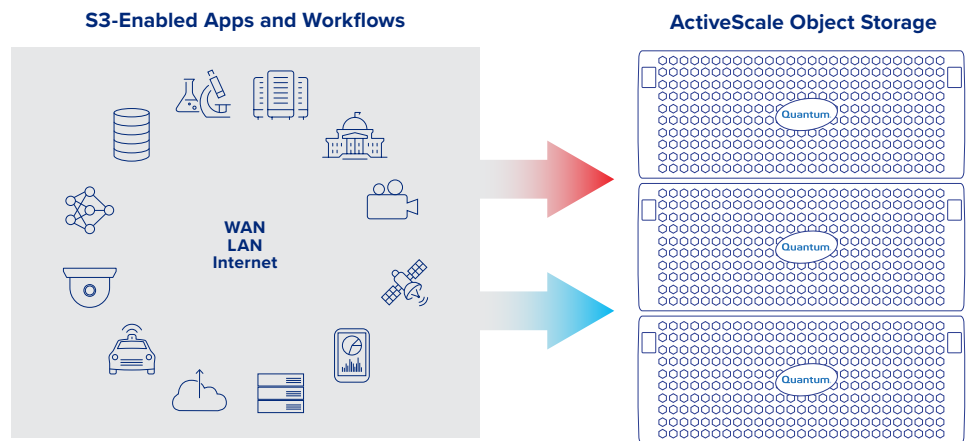 S3-Enabled Apps and Workflows
ActiveScale Object Storage
WAN
LAN
Internet
Quantum
Quantum
Quantum